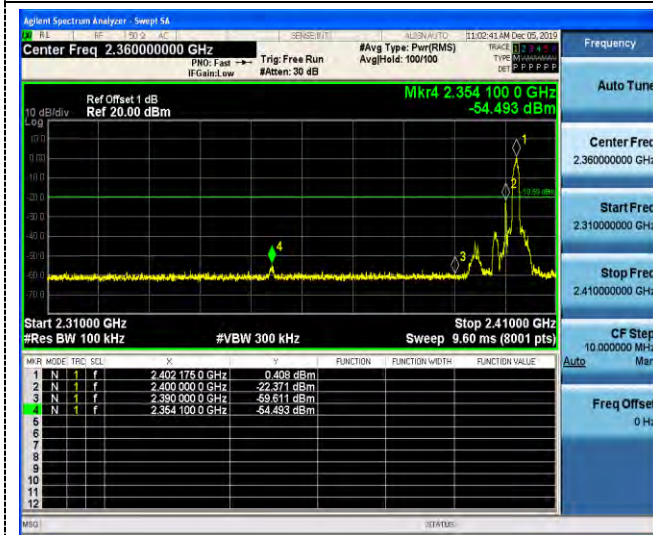 Agilent Spectrum Analyzer - Swept SA
RL RF 50 Ω AC SENSE:INT ALIGN AUTO 11:02:41 AM Dec 05, 2019
Center Freq 2.360000000 GHz
PNO: Fast
IFGain:Low
Trig: Free Run
#Atten: 30 dB
#Avg Type: Pwr(RMS)
Avg|Hold: 100/100
TRACE 1 2 3 4 5 6
TYPE
DET P P P P P P
Frequency
Mkr4 2.354 100 0 GHz
-54.493 dBm
Ref Offset 1 dB
10 dB/div Ref 20.00 dBm
Log
10.0
0.00
-20.0
-30.0
-40.0
-50.0
-60.0
-70.0
1
2
3
4
Start 2.31000 GHz Stop 2.41000 GHz
#Res BW 100 kHz #VBW 300 kHz Sweep 9.60 ms (8001 pts)
MKR MODE TRC SCL X Y FUNCTION FUNCTION WIDTH FUNCTION VALUE
1 N 1 f 2.402 175 0 GHz 0.408 dBm
2 N 1 f 2.400 000 0 GHz -22.371 dBm
3 N 1 f 2.390 000 0 GHz -59.611 dBm
4 N 1 f 2.354 100 0 GHz -54.493 dBm
5
6
7
8
9
10
11
12
MSG STATUS
Auto Tune
Center Freq
2.360000000 GHz
Start Freq
2.310000000 GHz
Stop Freq
2.410000000 GHz
CF Step
10.000000 MHz
Auto Man
Freq Offset
0 Hz